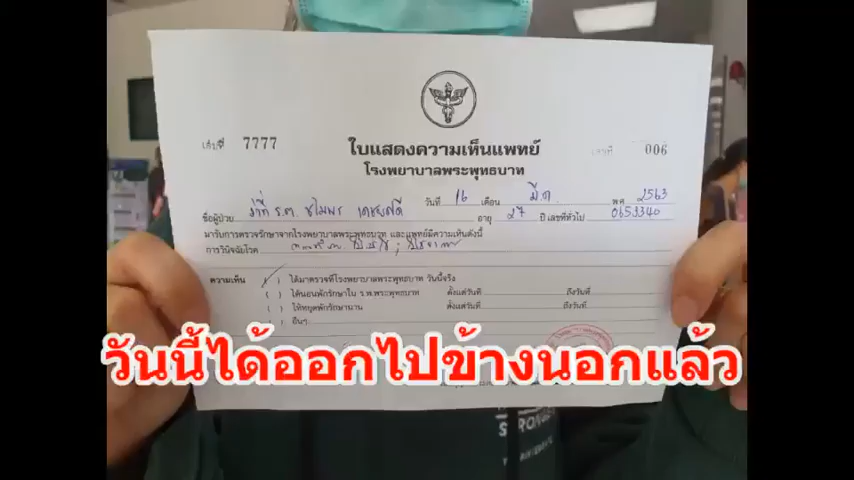 เล่มที่ 7777
เลขที่ 006
ใบแสดงความเห็นแพทย์
โรงพยาบาลพระพุทธบาท
วันที่ 16 เดือน มี.ค. พ.ศ. 2563
ชื่อผู้ป่วย ว่าที่ ร.ต. อายุ 27 ปี เลขที่ทั่วไป 0653340
มารับการตรวจรักษาจากโรงพยาบาลพระพุทธบาท และแพทย์มีความเห็นดังนี้
การวินิจฉัยโรค
ความเห็น (/) ได้มาตรวจที่โรงพยาบาลพระพุทธบาท วันนี้จริง
( ) ได้นอนพักรักษาใน ร.พ.พระพุทธบาท ตั้งแต่วันที่ ถึงวันที่
( ) ให้หยุดพักรักษานาน ตั้งแต่วันที่ ถึงวันที่
( ) อื่นๆ
วันนี้ได้ออกไปข้างนอกแล้ว